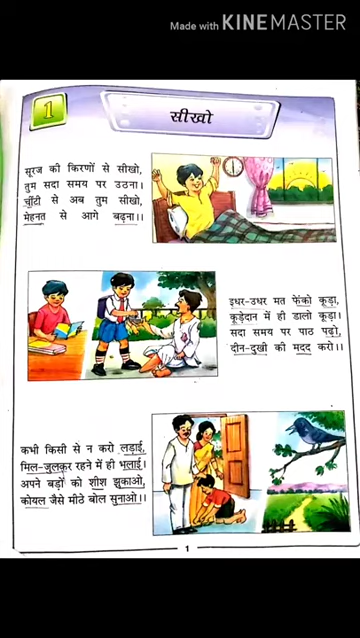 Made with KINEMASTER
1
सीखो
सूरज की किरणों से सीखो,
तुम सदा समय पर उठना।
चींटी से अब तुम सीखो,
मेहनत से आगे बढ़ना।।
इधर-उधर मत फेंको कूड़ा,
कूड़ेदान में ही डालो कूड़ा।
सदा समय पर पाठ पढ़ो,
दीन-दुखी की मदद करो।।
कभी किसी से न करो लड़ाई,
मिल-जुलकर रहने में ही भलाई।
अपने बड़ों को शीश झुकाओ,
कोयल जैसे मीठे बोल सुनाओ।।
1